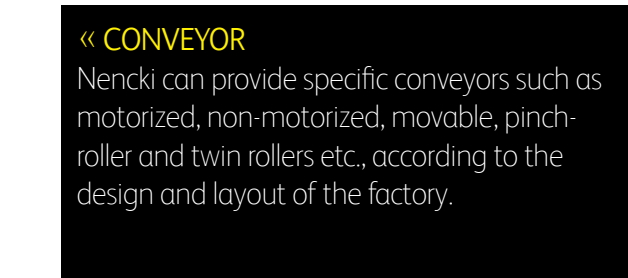 « CONVEYOR
Nencki can provide specific conveyors such as
motorized, non-motorized, movable, pinch-
roller and twin rollers etc., according to the
design and layout of the factory.